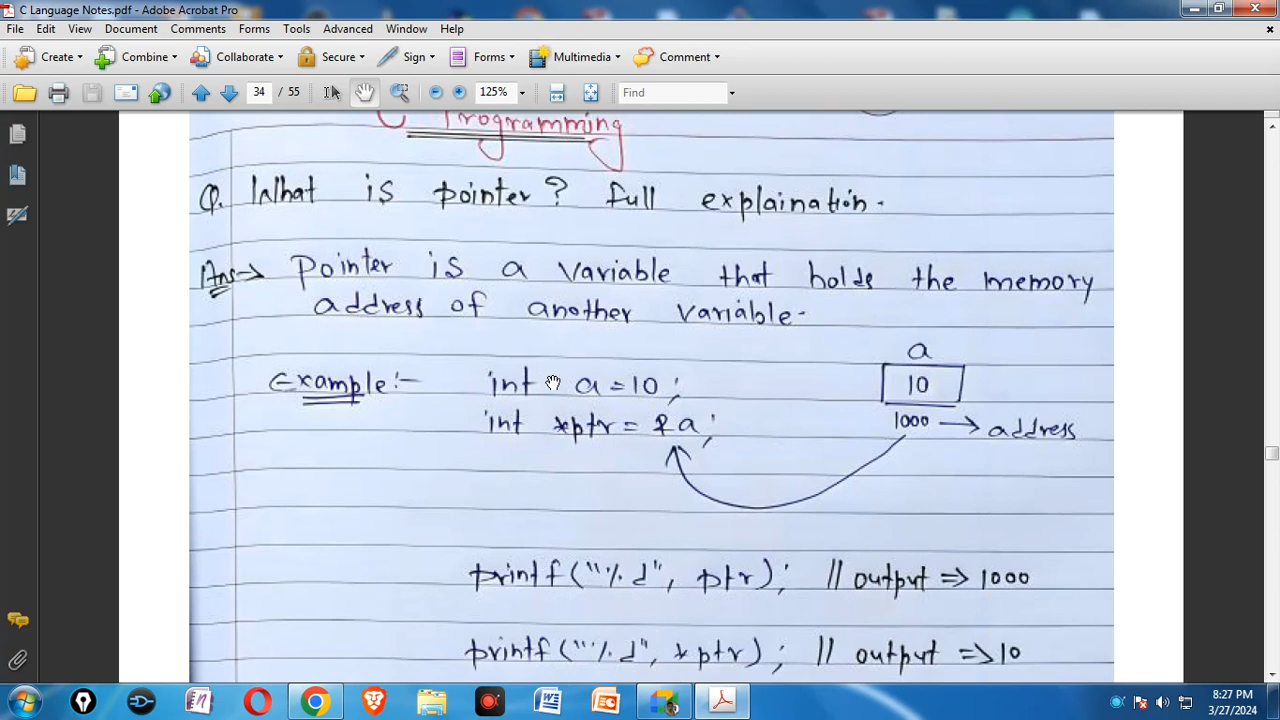 C Language Notes.pdf - Adobe Acrobat Pro
File Edit View Document Comments Forms Tools Advanced Window Help
Create Combine Collaborate Secure Sign Forms Multimedia Comment
34 / 55 125% Find
C Programming
Q. What is pointer? full explaination.
Ans→ Pointer is a variable that holds the memory
address of another variable.
a
Example:- int a=10; 10
int *ptr = &a; 1000 → address
printf("%d", ptr); // output => 1000
printf("%d", *ptr); // output => 10
8:27 PM
3/27/2024